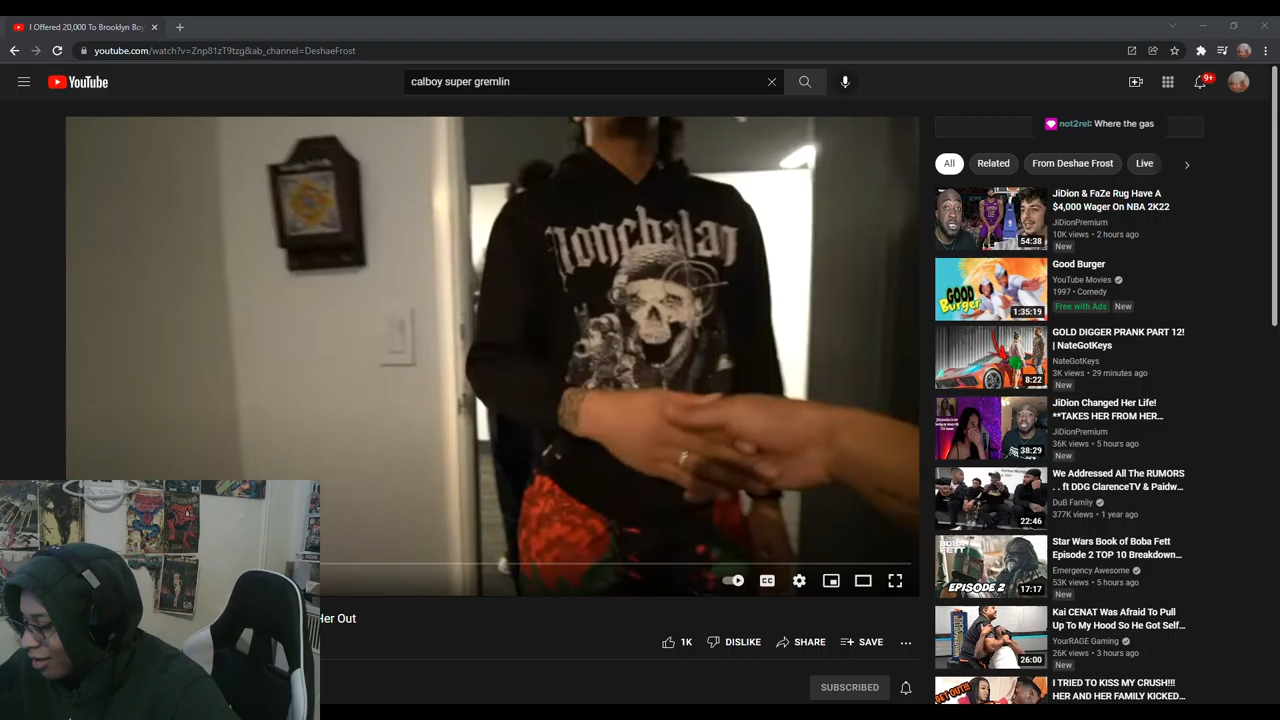 I Offered 20,000 To Brooklyn Boy
youtube.com/watch?v=Znp81zT9tzg&ab_channel=DeshaeFrost
YouTube
calboy super gremlin
9+
not2rel: Where the gas
All
Related
From Deshae Frost
Live
nonchalan
JiDion & FaZe Rug Have A
$4,000 Wager On NBA 2K22
JiDionPremium
10K views • 2 hours ago
New
54:38
Good Burger
YouTube Movies
1997 • Comedy
Free with Ads
New
GOOD
Burger
1:35:19
GOLD DIGGER PRANK PART 12!
| NateGotKeys
NateGotKeys
3K views • 29 minutes ago
New
8:22
JiDion Changed Her Life!
**TAKES HER FROM HER...
JiDionPremium
36K views • 5 hours ago
New
38:29
We Addressed All The RUMORS
. . ft DDG ClarenceTV & Paidw...
DuB Family
377K views • 1 year ago
22:46
Star Wars Book of Boba Fett
Episode 2 TOP 10 Breakdown...
Emergency Awesome
53K views • 5 hours ago
New
BOBA
FETT
EPISODE 2
17:17
Kai CENAT Was Afraid To Pull
Up To My Hood So He Got Self...
YourRAGE Gaming
26K views • 3 hours ago
New
26:00
I TRIED TO KISS MY CRUSH!!!
HER AND HER FAMILY KICKED...
GET OUT!!
CC
Her Out
1K
DISLIKE
SHARE
SAVE
SUBSCRIBED